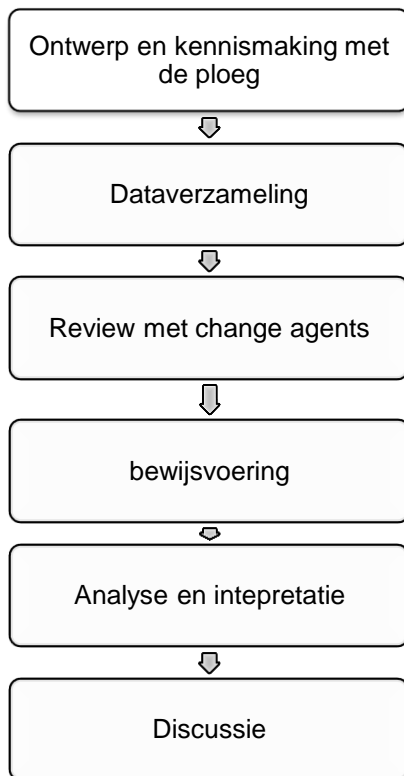 Ontwerp en kennismaking met
de ploeg
Dataverzameling
Review met change agents
bewijsvoering
Analyse en intepretatie
Discussie